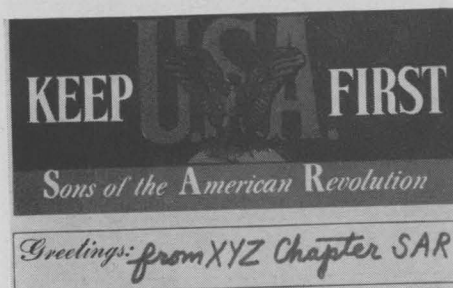 KEEP U.S.A. FIRST
Sons of the American Revolution
Greetings: from XYZ Chapter SAR